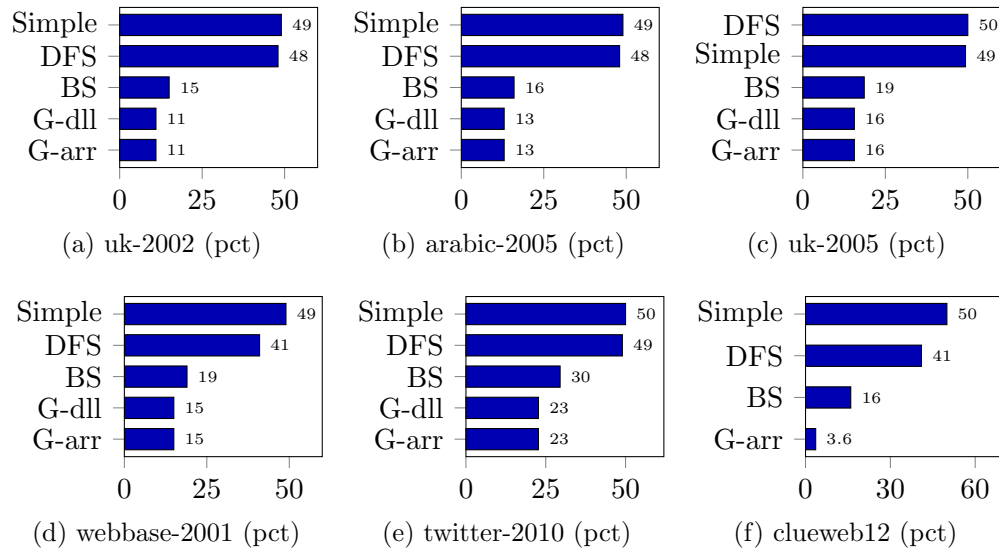 Simple 49
DFS 48
BS 15
G-dll 11
G-arr 11
0 25 50
(a) uk-2002 (pct)
Simple 49
DFS 48
BS 16
G-dll 13
G-arr 13
0 25 50
(b) arabic-2005 (pct)
DFS 50
Simple 49
BS 19
G-dll 16
G-arr 16
0 25 50
(c) uk-2005 (pct)
Simple 49
DFS 41
BS 19
G-dll 15
G-arr 15
0 25 50
(d) webbase-2001 (pct)
Simple 50
DFS 49
BS 30
G-dll 23
G-arr 23
0 25 50
(e) twitter-2010 (pct)
Simple 50
DFS 41
BS 16
G-arr 3.6
0 30 60
(f) clueweb12 (pct)